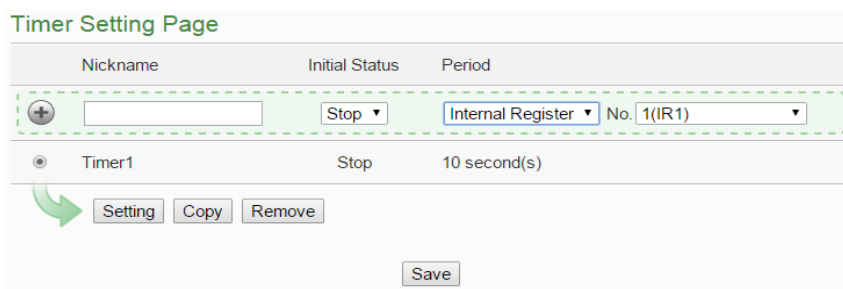 Timer Setting Page
Nickname Initial Status Period
Stop Internal Register No. 1(IR1)
Timer1 Stop 10 second(s)
Setting Copy Remove
Save